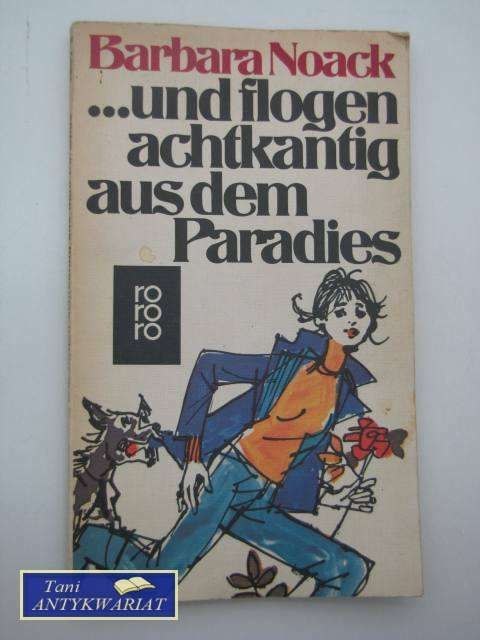 Barbara Noack
...und flogen
achtkantig
aus dem
Paradies
ro
ro
ro
Tani
ANTYKWARIAT